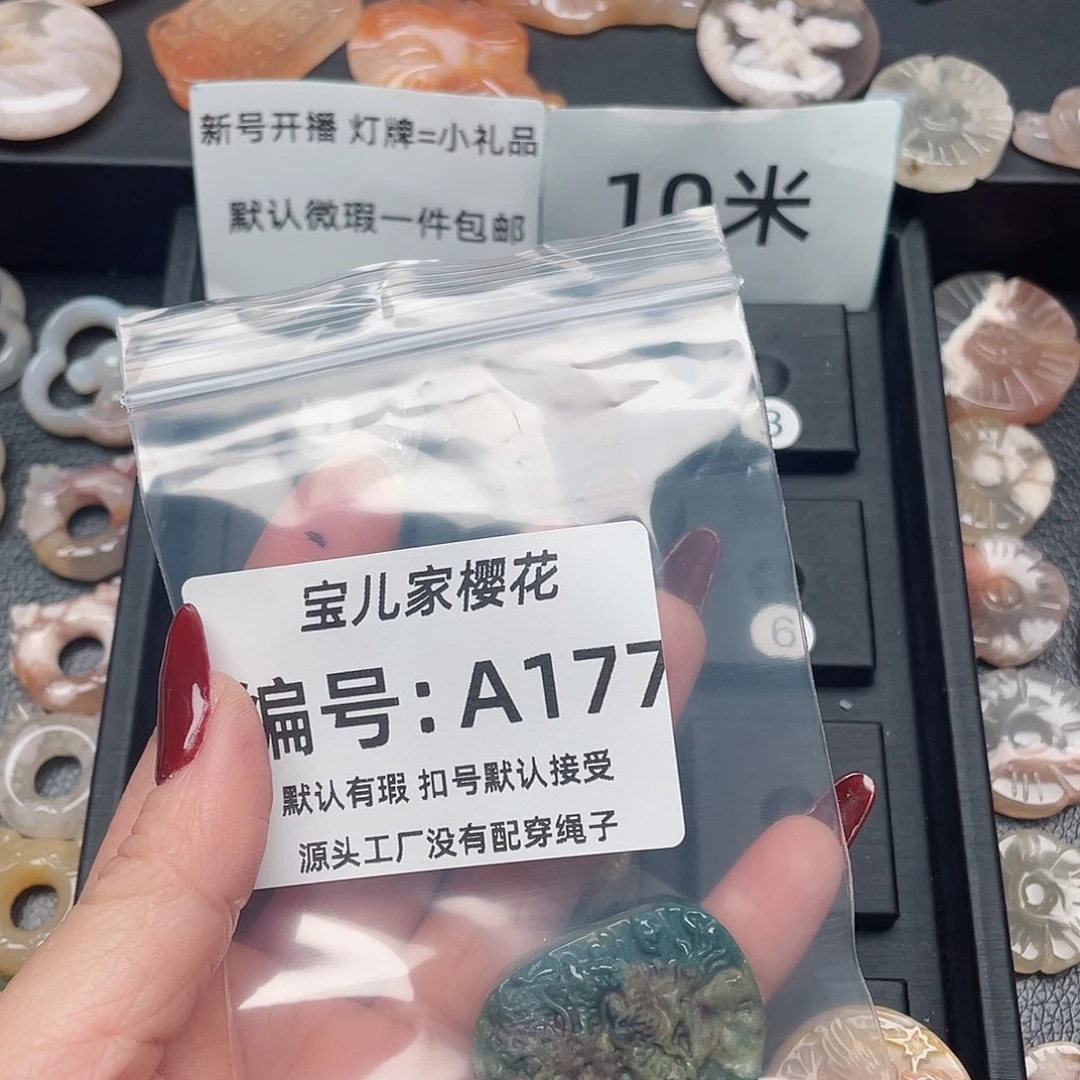 新号开播 灯牌=小礼品
默认微瑕一件包邮
10米
3
6
宝儿家樱花
编号:A177
默认有瑕 扣号默认接受
源头工厂没有配穿绳子